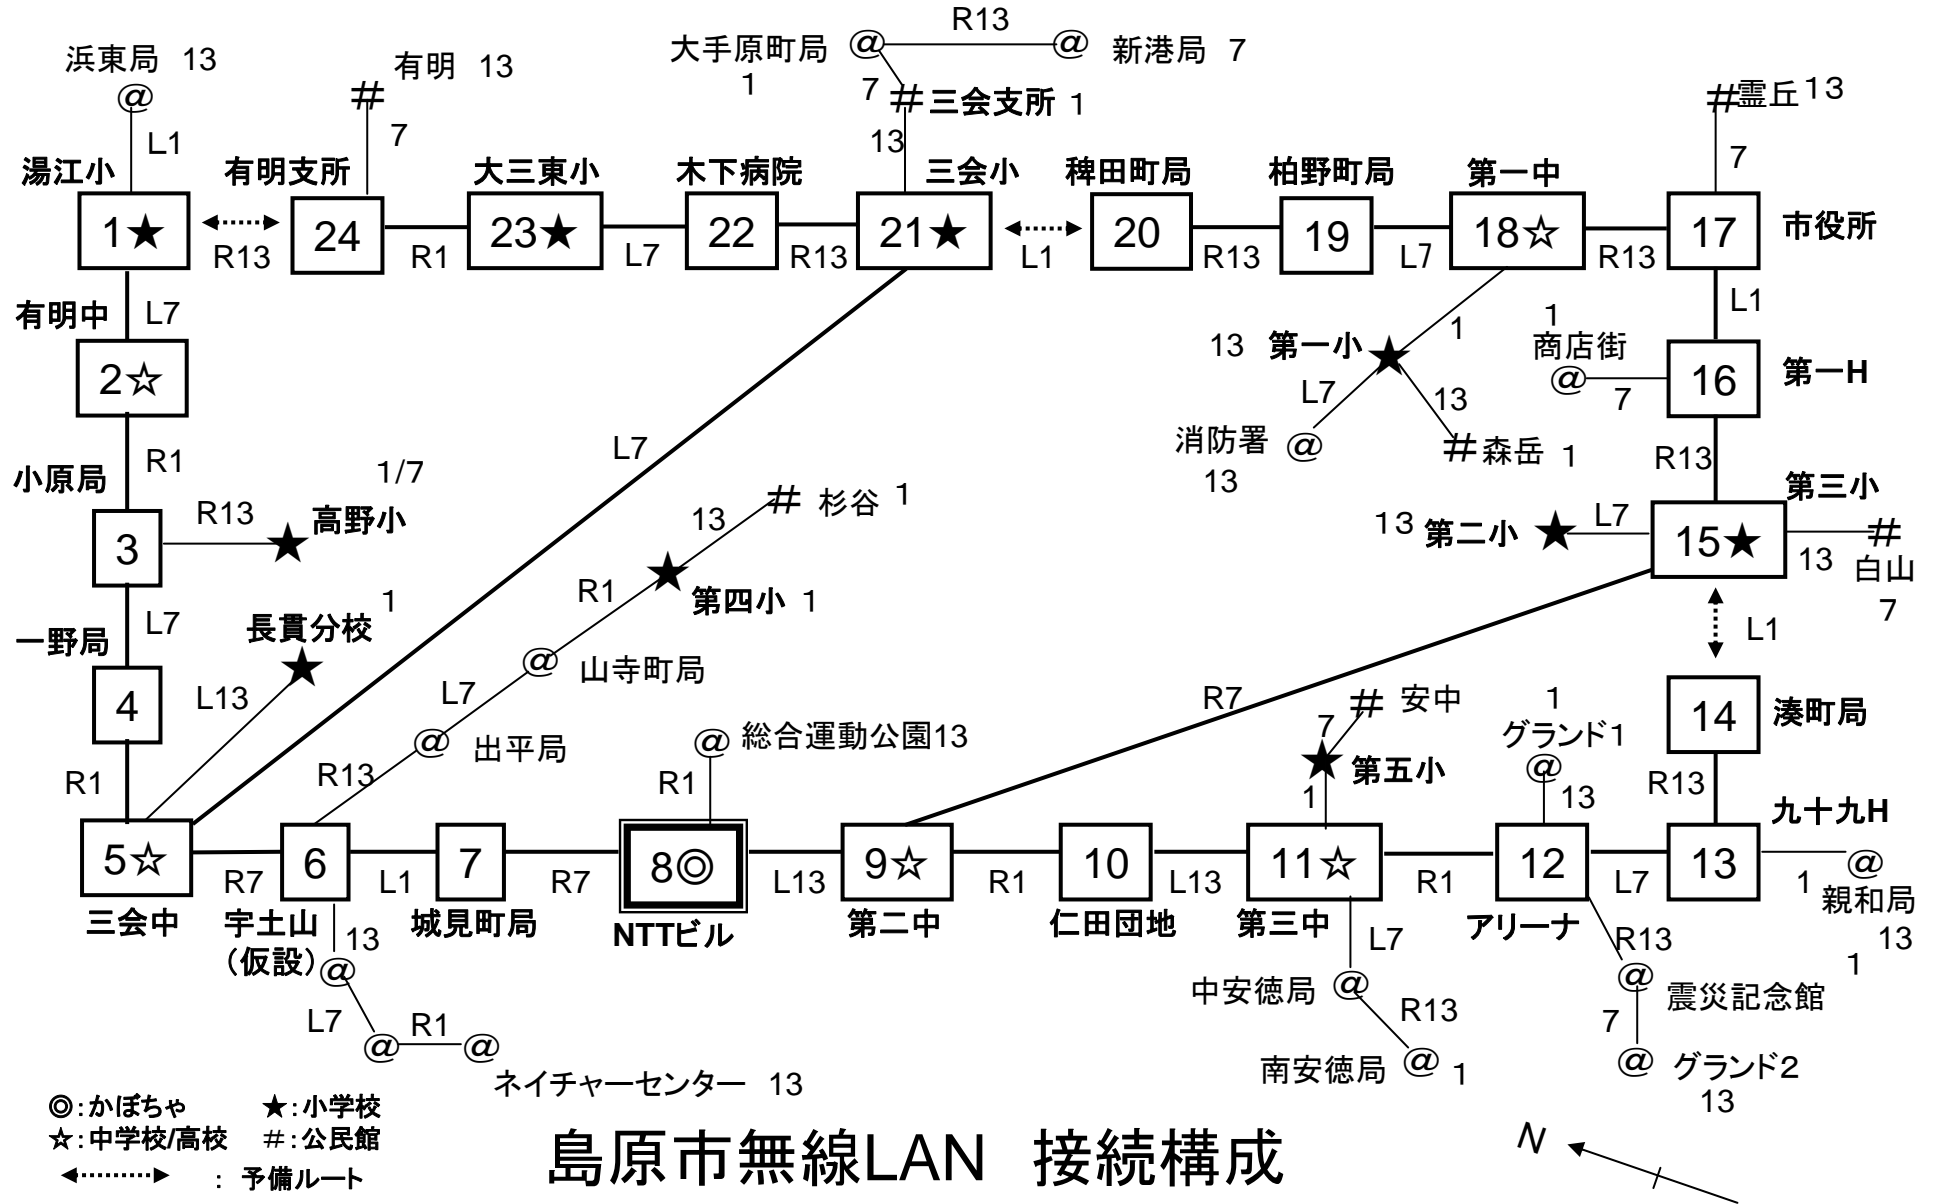 R13
浜東局 13
@
有明 13
#
大手原町局 @
@ 新港局 7
1
7
# 三会支所 1
#霊丘13
L1
7
13
7
湯江小
有明支所
大三東小
木下病院
三会小
稗田町局
柏野町局
第一中
1★
24
23★
22
21★
20
19
18☆
17
市役所
R13
R1
L7
R13
L1
R13
L7
R13
有明中
L7
L1
2☆
13 第一小 ★
1
1
商店街
@
16
第一H
L7
13
7
消防署 @
13
# 森岳 1
R13
小原局
R1
L7
1/7
R13
高野小
★
3
杉谷 1
#
13
第三小
13 第二小 ★
L7
15★
#
13
白山
7
一野局
L7
長貫分校
1
★
R1
★
第四小 1
L1
4
L13
L7
@ 山寺町局
R7
7
# 安中
1
グランド1
@
14
湊町局
R1
R13
@ 出平局
R1
@ 総合運動公園13
★ 第五小
1
13
R13
九十九H
5☆
6
7
8◎
9☆
10
11☆
12
13
@
R7
L1
R7
L13
R1
L13
R1
L7
1
親和局
13
三会中
宇土山
(仮設)
城見町局
NTTビル
第二中
仁田団地
第三中
アリーナ
13
@
L7
R13
1
中安徳局 @
@
震災記念館
L7
R1
@
@
R13
7
南安徳局 @ 1
@ グランド2
13
ネイチャーセンター 13
◎:かぼちゃ ★:小学校
☆:中学校/高校 #:公民館
: 予備ルート
島原市無線LAN 接続構成
N